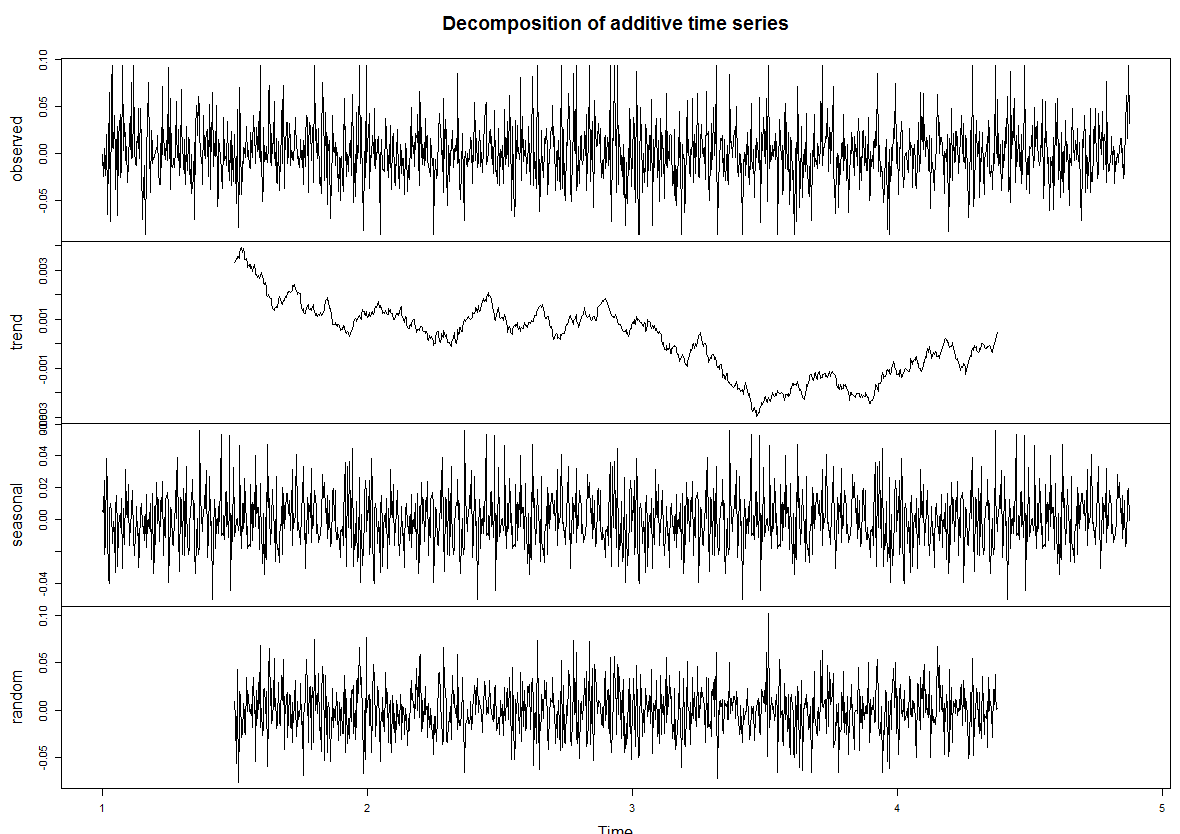 Decomposition of additive time series
observed
-0.05 0.00 0.05 0.10
trend
-0.003 -0.001 0.001 0.003
seasonal
-0.04 0.00 0.02 0.04
random
-0.05 0.00 0.05 0.10
1 2 3 4 5
Time